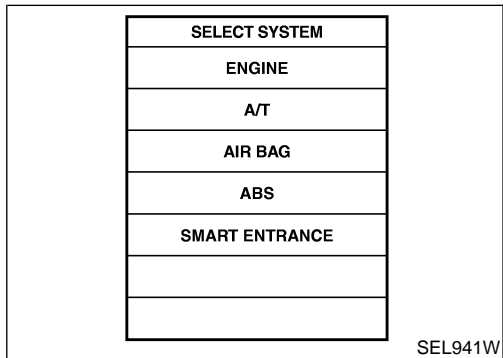 SELECT SYSTEM
ENGINE
A/T
AIR BAG
ABS
SMART ENTRANCE
SEL941W